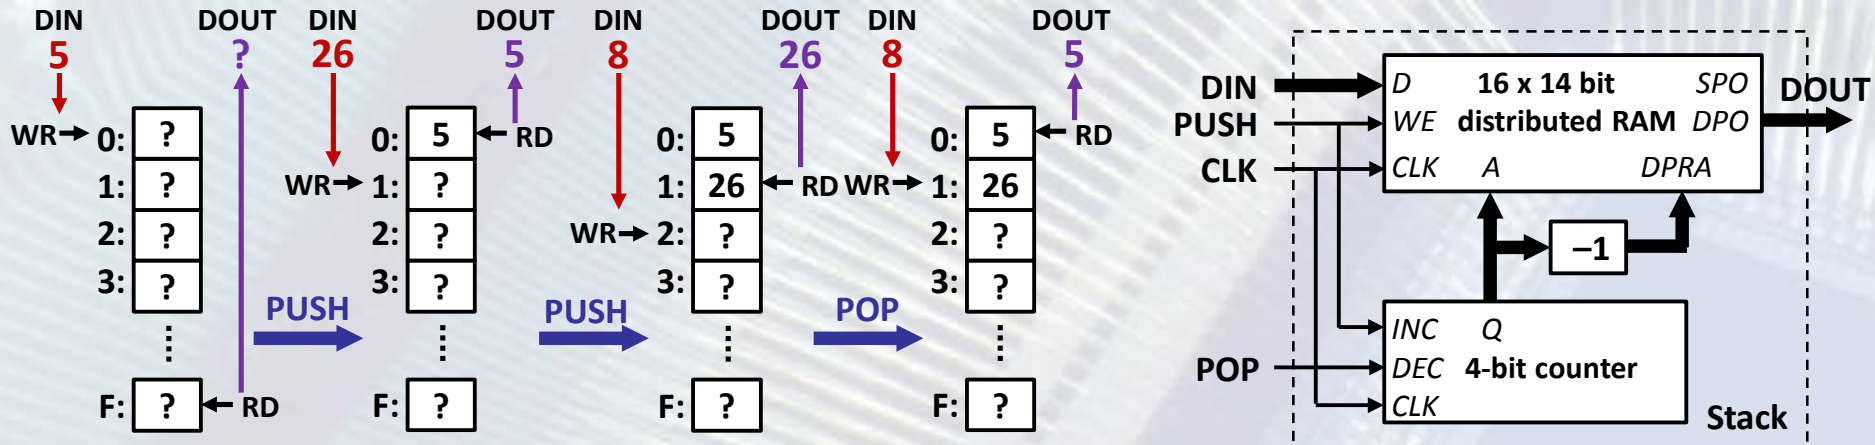 DIN DOUT DIN DOUT DIN DOUT DIN DOUT
5 ? 26 5 8 26 8 5
WR 0: ? 0: 5 RD 0: 5 0: 5 RD
1: ? WR 1: ? 1: 26 RD WR 1: 26
2: ? 2: ? WR 2: ? 2: ?
3: ? 3: ? 3: ? 3: ?
PUSH PUSH POP
F: ? RD F: ? F: ? F: ?
DIN D 16 x 14 bit SPO DOUT
PUSH WE distributed RAM DPO
CLK CLK A DPRA
–1
INC Q
POP DEC 4-bit counter
CLK
Stack